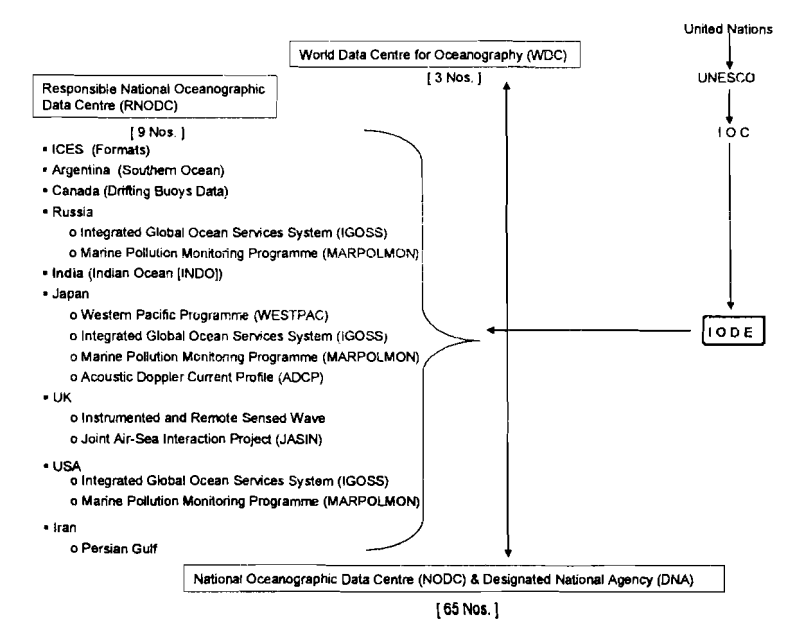 United Nations
UNESCO
I O C
I O D E
World Data Centre for Oceanography (WDC)
[ 3 Nos. ]
Responsible National Oceanographic
Data Centre (RNODC)
[ 9 Nos. ]
▪ ICES (Formats)
▪ Argentina (Southern Ocean)
▪ Canada (Drifting Buoys Data)
▪ Russia
o Integrated Global Ocean Services System (IGOSS)
o Marine Pollution Monitoring Programme (MARPOLMON)
▪ India (Indian Ocean [INDO])
▪ Japan
o Western Pacific Programme (WESTPAC)
o Integrated Global Ocean Services System (IGOSS)
o Marine Pollution Monitoring Programme (MARPOLMON)
o Acoustic Doppler Current Profile (ADCP)
▪ UK
o Instrumented and Remote Sensed Wave
o Joint Air-Sea Interaction Project (JASIN)
▪ USA
o Integrated Global Ocean Services System (IGOSS)
o Marine Pollution Monitoring Programme (MARPOLMON)
▪ Iran
o Persian Gulf
National Oceanographic Data Centre (NODC) & Designated National Agency (DNA)
[ 65 Nos. ]